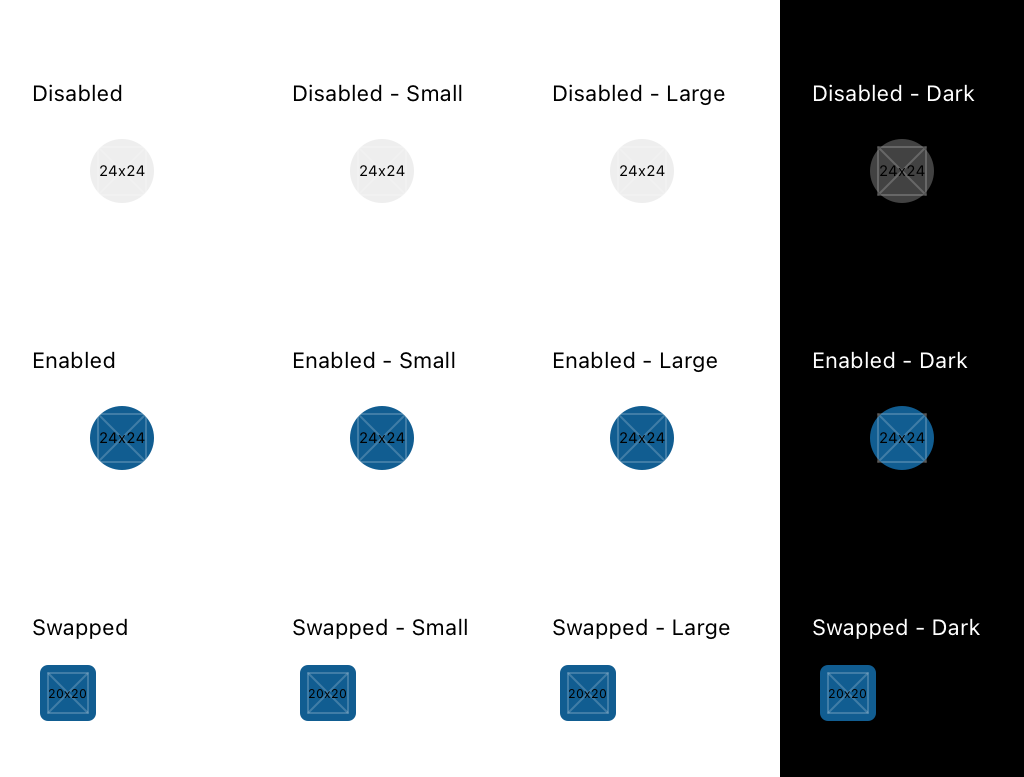 Disabled
Disabled - Small
Disabled - Large
Disabled - Dark
24x24
24x24
24x24
24x24
Enabled
Enabled - Small
Enabled - Large
Enabled - Dark
24x24
24x24
24x24
24x24
Swapped
Swapped - Small
Swapped - Large
Swapped - Dark
20x20
20x20
20x20
20x20